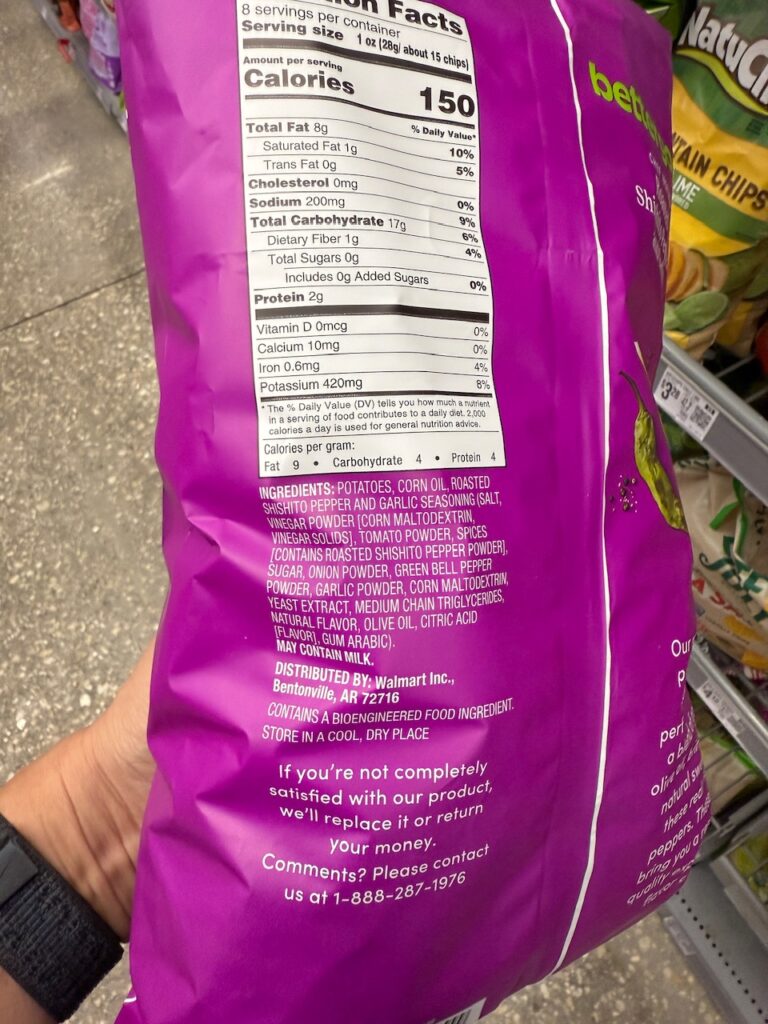 Facts
8 servings per container
Serving size 1 oz (28g/ about 15 chips)
Amount per serving
Calories 150
% Daily Value*
Total Fat 8g 10%
Saturated Fat 1g 5%
Trans Fat 0g
Cholesterol 0mg 0%
Sodium 200mg 9%
Total Carbohydrate 17g 6%
Dietary Fiber 1g 4%
Total Sugars 0g
Includes 0g Added Sugars 0%
Protein 2g
Vitamin D 0mcg 0%
Calcium 10mg 0%
Iron 0.6mg 4%
Potassium 420mg 8%
* The % Daily Value (DV) tells you how much a nutrient
in a serving of food contributes to a daily diet. 2,000
calories a day is used for general nutrition advice.
Calories per gram:
Fat 9 • Carbohydrate 4 • Protein 4
INGREDIENTS: POTATOES, CORN OIL, ROASTED
SHISHITO PEPPER AND GARLIC SEASONING (SALT,
VINEGAR POWDER [CORN MALTODEXTRIN,
VINEGAR SOLIDS], TOMATO POWDER, SPICES
[CONTAINS ROASTED SHISHITO PEPPER POWDER],
SUGAR, ONION POWDER, GREEN BELL PEPPER
POWDER, GARLIC POWDER, CORN MALTODEXTRIN,
YEAST EXTRACT, MEDIUM CHAIN TRIGLYCERIDES,
NATURAL FLAVOR, OLIVE OIL, CITRIC ACID
[FLAVOR], GUM ARABIC).
MAY CONTAIN MILK.
DISTRIBUTED BY: Walmart Inc.,
Bentonville, AR 72716
CONTAINS A BIOENGINEERED FOOD INGREDIENT.
STORE IN A COOL, DRY PLACE
If you're not completely
satisfied with our product,
we'll replace it or return
your money.
Comments? Please contact
us at 1-888-287-1976
Our
a
natural
these
peppers.
bring you a
CHIPS